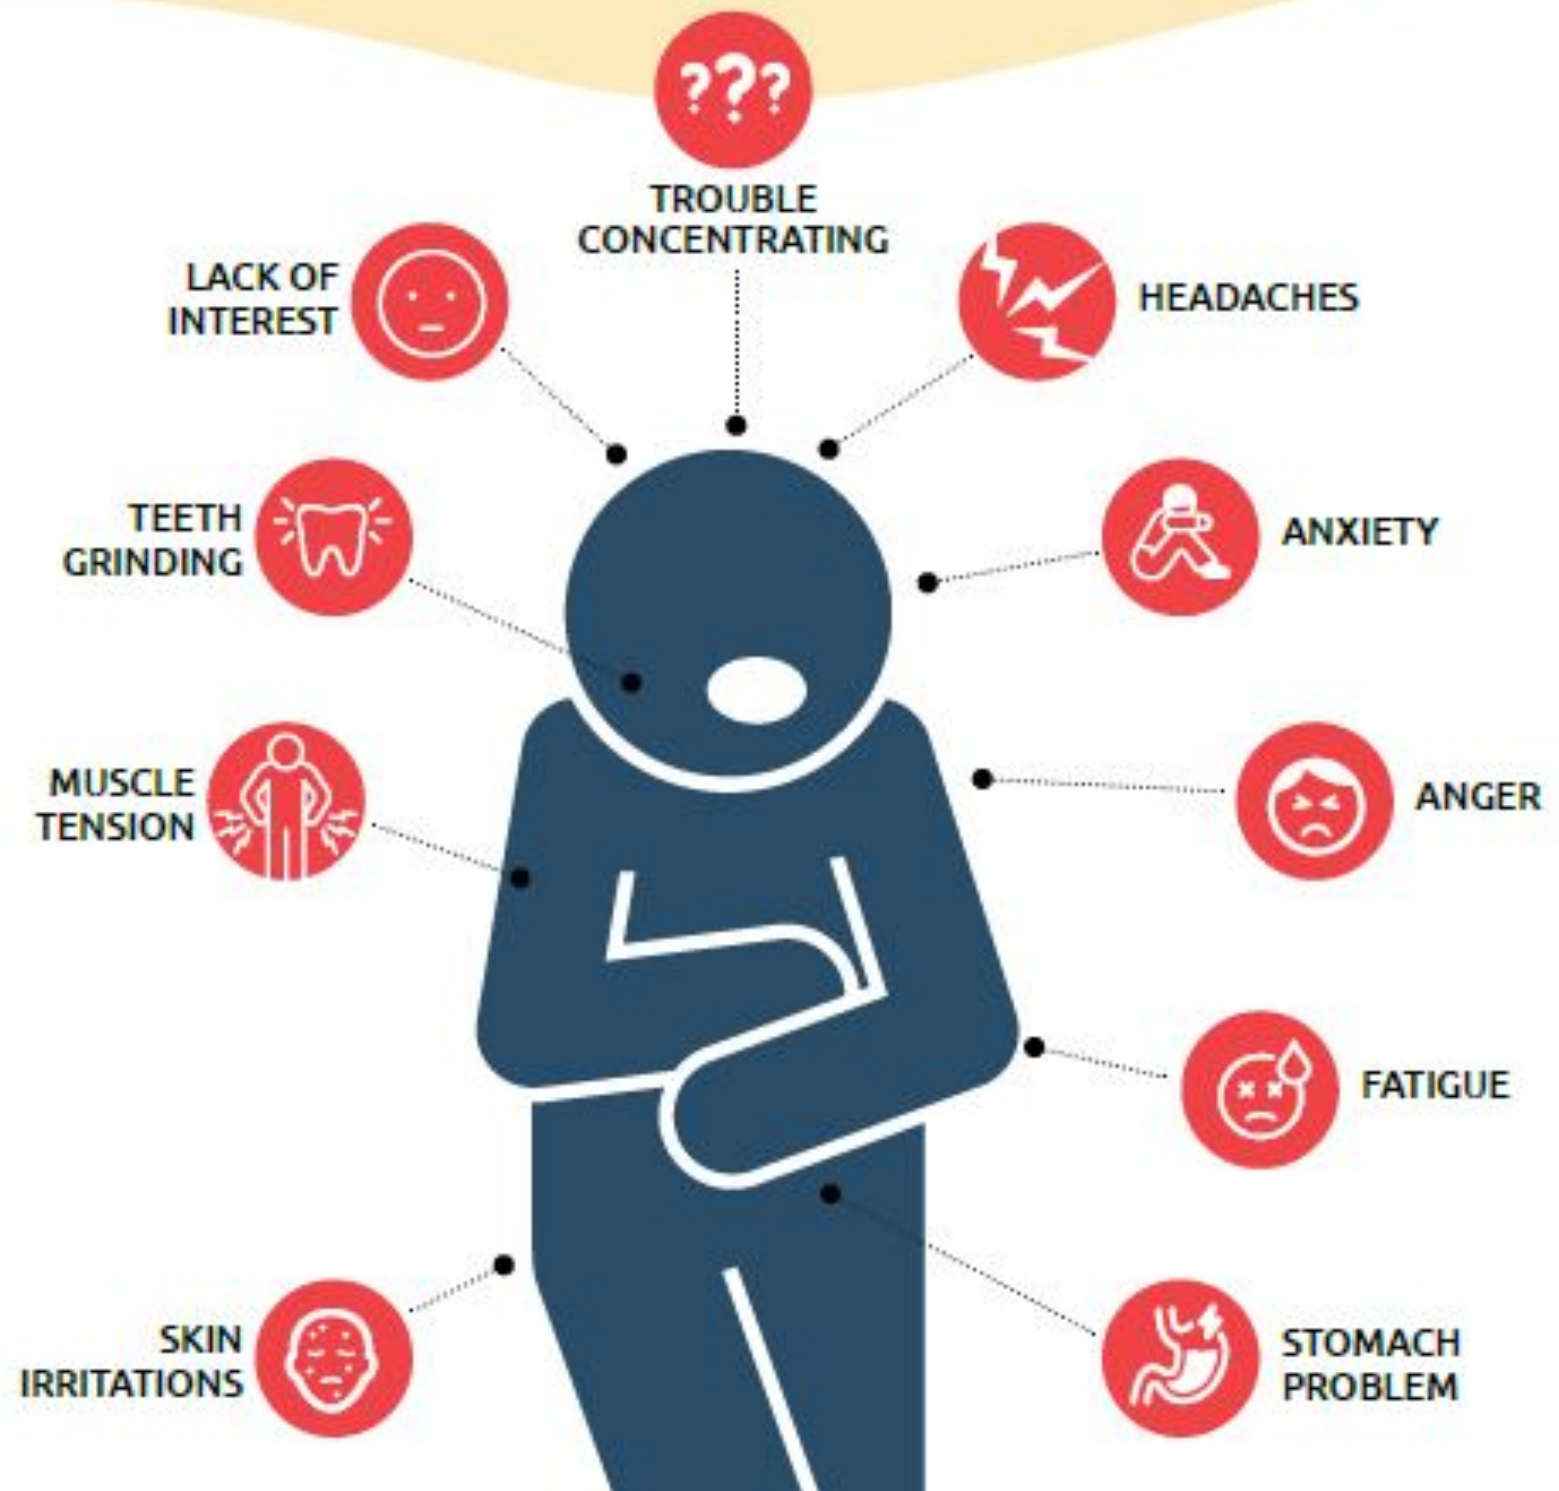 ???
TROUBLE
CONCENTRATING
LACK OF
INTEREST
HEADACHES
TEETH
GRINDING
ANXIETY
MUSCLE
TENSION
ANGER
FATIGUE
SKIN
IRRITATIONS
STOMACH
PROBLEM